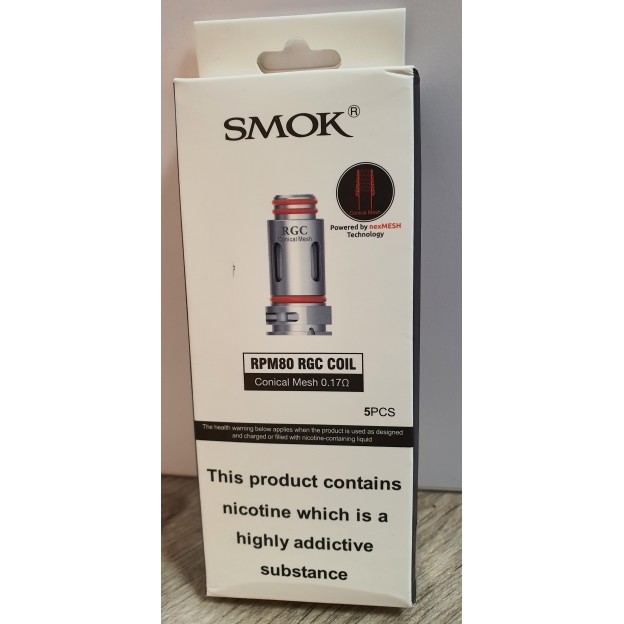 SMOK®
RGC
Conical Mesh
Conical Mesh
Powered by nexMESH
Technology
RPM80 RGC COIL
Conical Mesh 0.17Ω
5PCS
The health warning below applies when the product is used as designed
and charged or filled with nicotine-containing liquid
This product contains
nicotine which is a
highly addictive
substance